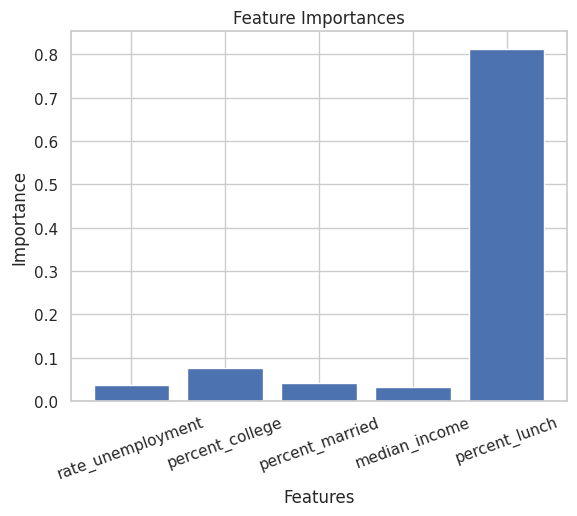 Feature Importances
Importance
0.8
0.7
0.6
0.5
0.4
0.3
0.2
0.1
0.0
rate_unemployment
percent_college
percent_married
median_income
percent_lunch
Features